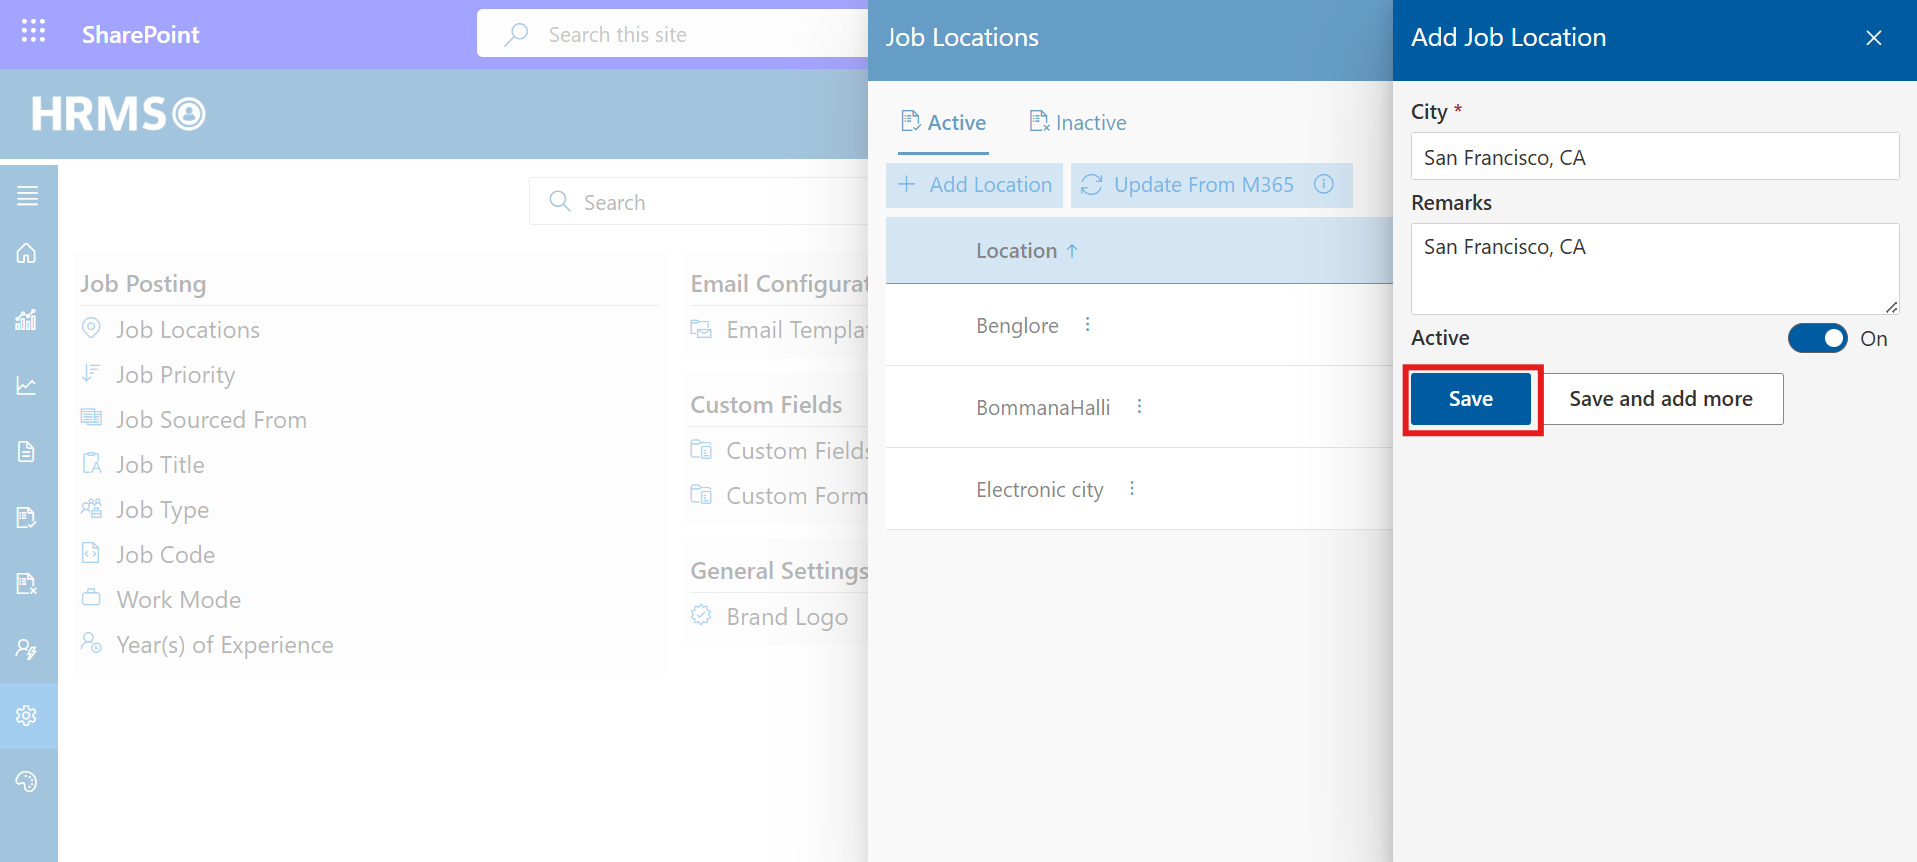 SharePoint
Search this site
HRMS
Search
Job Posting
Job Locations
Job Priority
Job Sourced From
Job Title
Job Type
Job Code
Work Mode
Year(s) of Experience
Email Configurat
Email Templat
Custom Fields
Custom Fields
Custom Form
General Settings
Brand Logo
Job Locations
Active Inactive
Add Location Update From M365
Location ↑
Benglore
BommanaHalli
Electronic city
Add Job Location
City *
San Francisco, CA
Remarks
San Francisco, CA
Active On
Save Save and add more